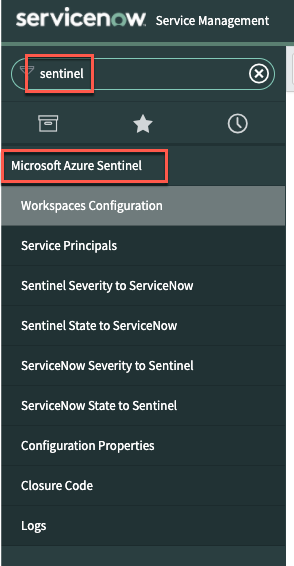 servicenow. Service Management
sentinel
Microsoft Azure Sentinel
Workspaces Configuration
Service Principals
Sentinel Severity to ServiceNow
Sentinel State to ServiceNow
ServiceNow Severity to Sentinel
ServiceNow State to Sentinel
Configuration Properties
Closure Code
Logs